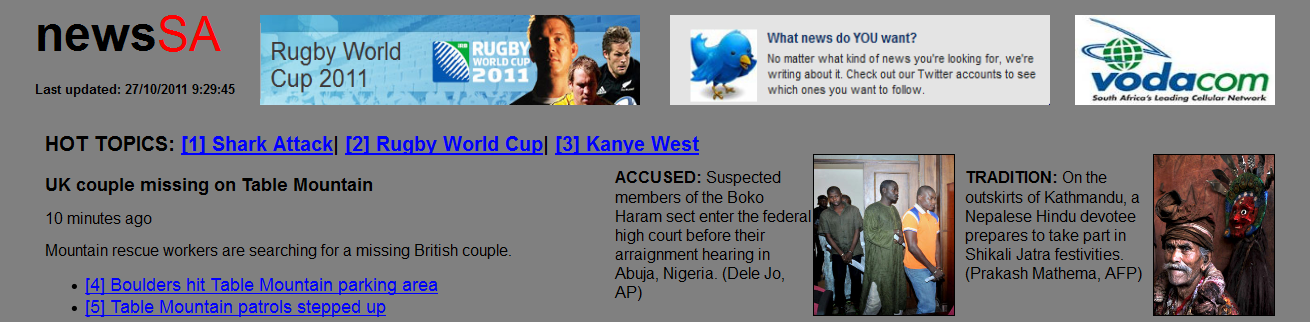 newsSA
Last updated: 27/10/2011 9:29:45
Rugby World
Cup 2011
RUGBY
WORLD CUP
2011
What news do YOU want?
No matter what kind of news you're looking for, we're
writing about it. Check out our Twitter accounts to see
which ones you want to follow.
vodacom
South Africa's Leading Cellular Network
HOT TOPICS: [1] Shark Attack| [2] Rugby World Cup| [3] Kanye West
UK couple missing on Table Mountain
10 minutes ago
Mountain rescue workers are searching for a missing British couple.
• [4] Boulders hit Table Mountain parking area
• [5] Table Mountain patrols stepped up
ACCUSED: Suspected
members of the Boko
Haram sect enter the federal
high court before their
arraignment hearing in
Abuja, Nigeria. (Dele Jo,
AP)
TRADITION: On the
outskirts of Kathmandu, a
Nepalese Hindu devotee
prepares to take part in
Shikali Jatra festivities.
(Prakash Mathema, AFP)